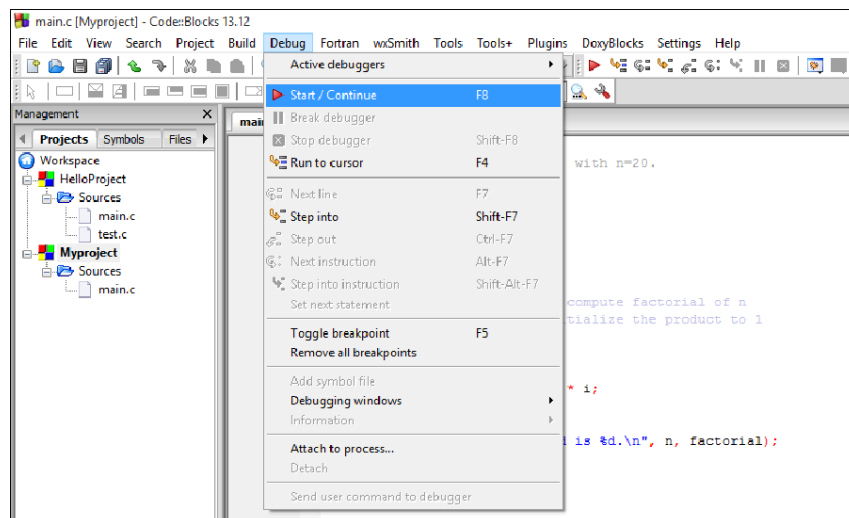 main.c [Myproject] - Code::Blocks 13.12
File Edit View Search Project Build Debug Fortran wxSmith Tools Tools+ Plugins DoxyBlocks Settings Help
Management X
Projects Symbols Files
Workspace
HelloProject
Sources
main.c
test.c
Myproject
Sources
main.c
Active debuggers
Start / Continue F8
Break debugger
Stop debugger Shift-F8
Run to cursor F4
Next line F7
Step into Shift-F7
Step out Ctrl-F7
Next instruction Alt-F7
Step into instruction Shift-Alt-F7
Set next statement
Toggle breakpoint F5
Remove all breakpoints
Add symbol file
Debugging windows
Information
Attach to process...
Detach
Send user command to debugger
mai
with n=20.
compute factorial of n
tialize the product to 1
* i;
is %d.\n", n, factorial);